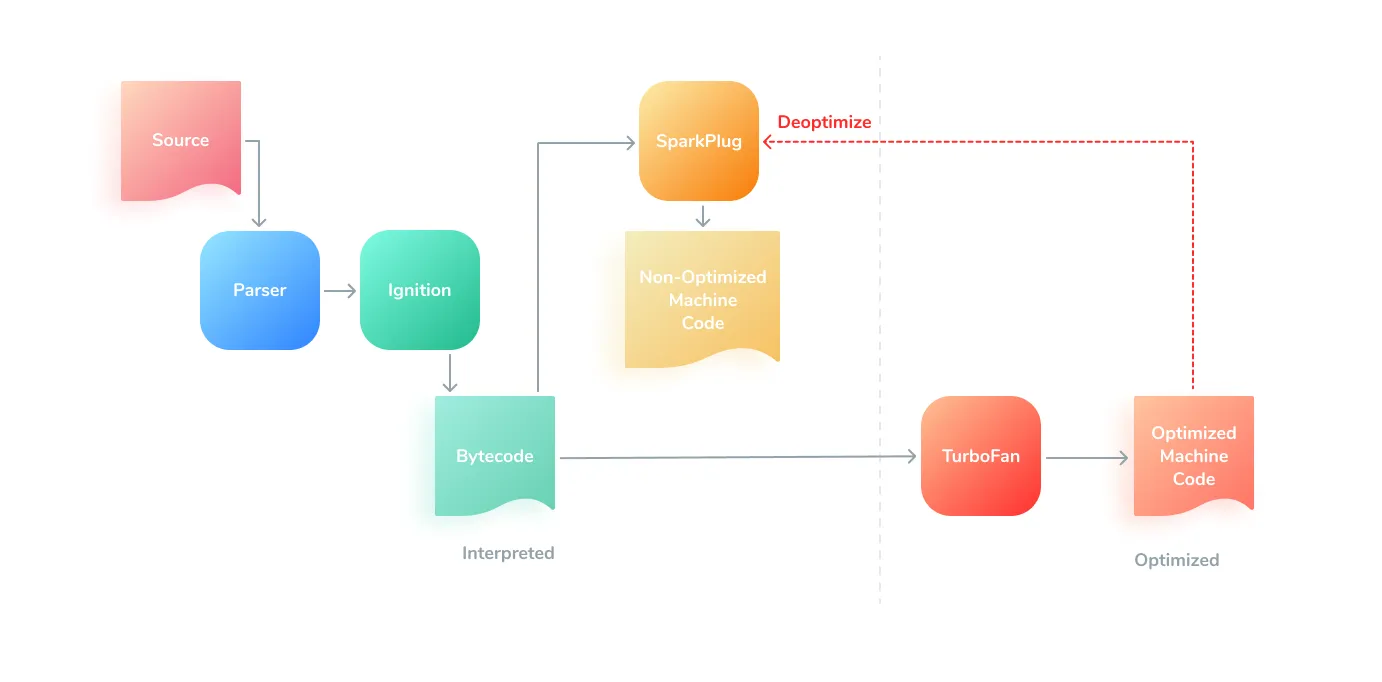 Source
SparkPlug
Deoptimize
Parser
Ignition
Non-Optimized
Machine
Code
Bytecode
TurboFan
Optimized
Machine
Code
Interpreted
Optimized